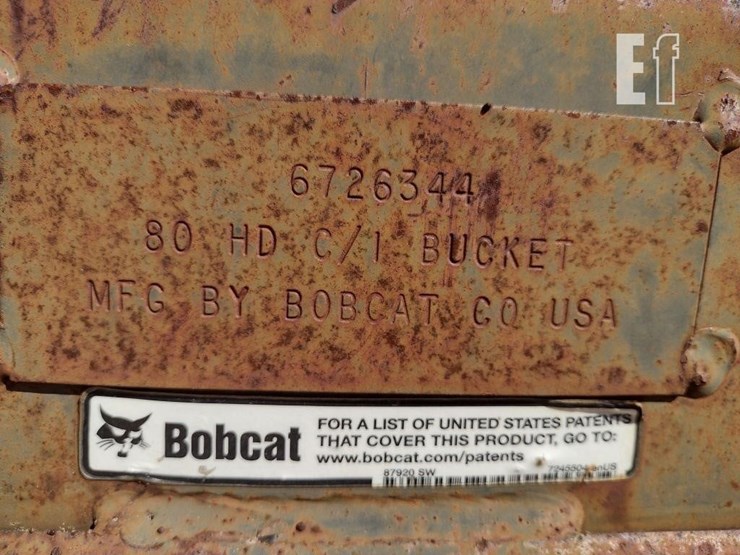 Ef
6726344
80 HD C/I BUCKET
MFG BY BOBCAT CO USA
Bobcat
FOR A LIST OF UNITED STATES PATENTS
THAT COVER THIS PRODUCT, GO TO:
www.bobcat.com/patents
87920 SW